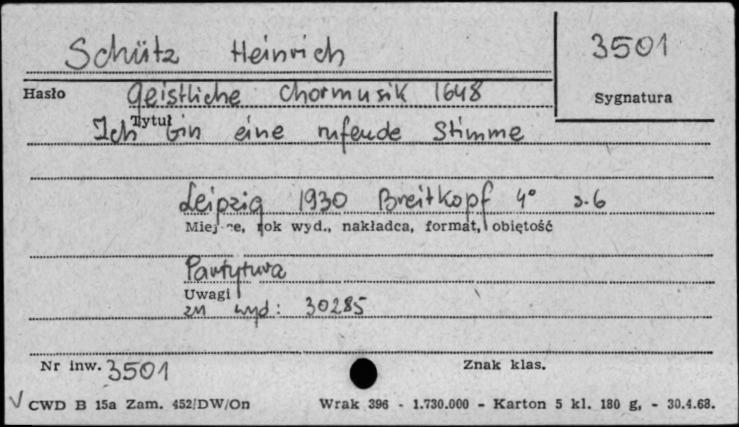 Schütz Heinrich
3501
Hasło
Geistliche Chormusik 1648
Sygnatura
Tytuł
Ich bin eine rufende Stimme
Leipzig 1930 Breitkopf 4° s.6
Miejsce, rok wyd., nakładca, format, objętość
Partytura
Uwagi
zn wyd: 30285
Nr inw. 3501
Znak klas.
CWD B 15a Zam. 452/DW/On
Wrak 396 - 1.730.000 - Karton 5 kl. 180 g. - 30.4.68.